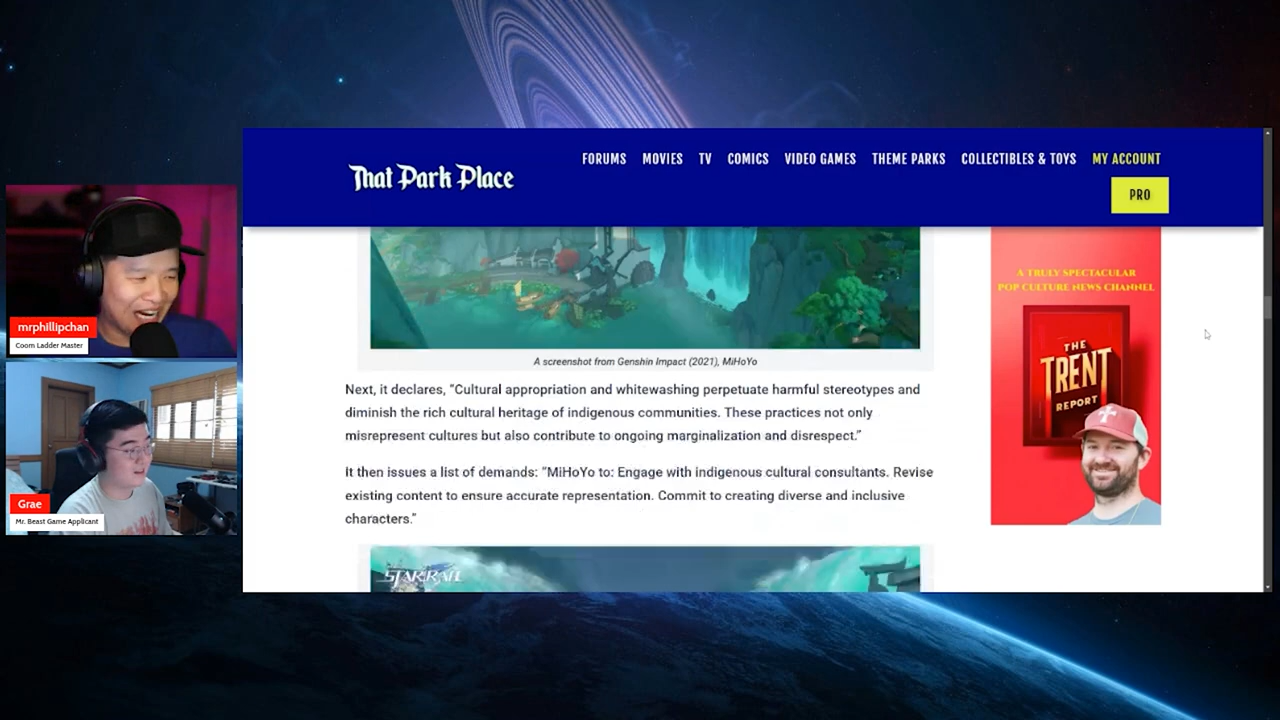 That Park Place
FORUMS MOVIES TV COMICS VIDEO GAMES THEME PARKS COLLECTIBLES & TOYS MY ACCOUNT
PRO
mrphillipchan
Coom Ladder Master
Grae
Mr. Beast Game Applicant
A screenshot from Genshin Impact (2021), MiHoYo
Next, it declares, “Cultural appropriation and whitewashing perpetuate harmful stereotypes and
diminish the rich cultural heritage of indigenous communities. These practices not only
misrepresent cultures but also contribute to ongoing marginalization and disrespect.”
It then issues a list of demands: “MiHoYo to: Engage with indigenous cultural consultants. Revise
existing content to ensure accurate representation. Commit to creating diverse and inclusive
characters.”
STAR RAIL
A TRULY SPECTACULAR
POP CULTURE NEWS CHANNEL
THE
TRENT
REPORT